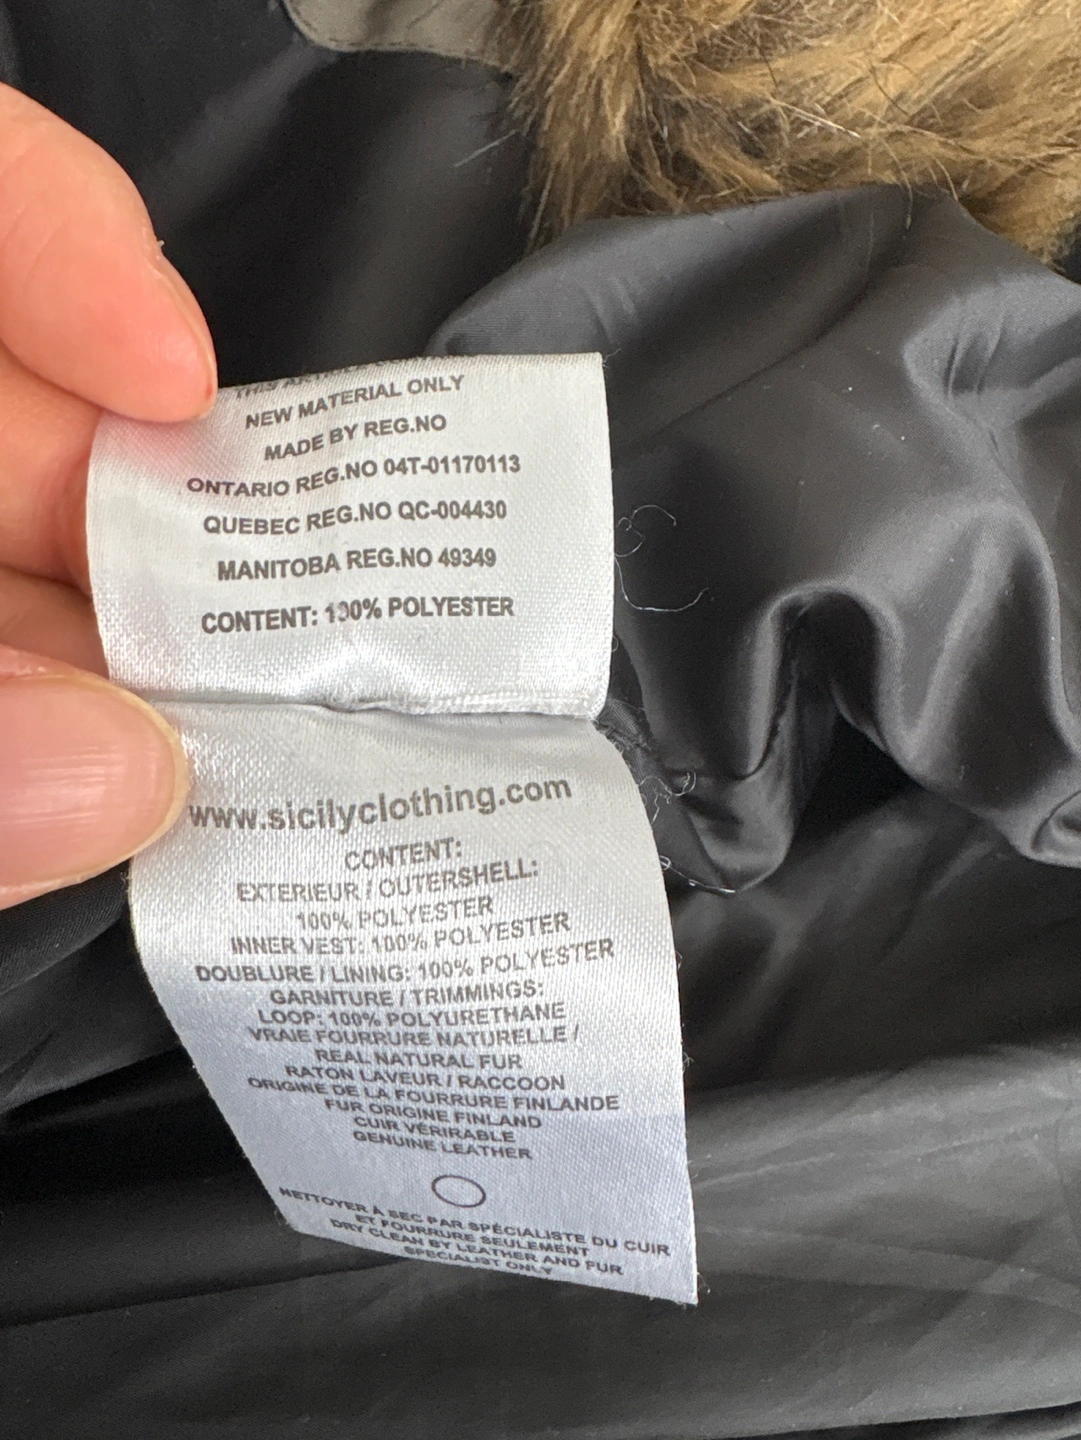 THIS
NEW MATERIAL ONLY
MADE BY REG.NO
ONTARIO REG.NO 04T-01170113
QUEBEC REG.NO QC-004430
MANITOBA REG.NO 49349
CONTENT: 100% POLYESTER
www.sicilyclothing.com
CONTENT:
EXTERIEUR / OUTERSHELL:
100% POLYESTER
INNER VEST: 100% POLYESTER
DOUBLURE / LINING: 100% POLYESTER
GARNITURE / TRIMMINGS:
LOOP: 100% POLYURETHANE
VRAIE FOURRURE NATURELLE /
REAL NATURAL FUR
RATON LAVEUR / RACCOON
ORIGINE DE LA FOURRURE FINLANDE
FUR ORIGINE FINLAND
CUIR VÉRIRABLE
GENUINE LEATHER
NETTOYER À SEC PAR SPÉCIALISTE DU CUIR
ET FOURRURE SEULEMENT
DRY CLEAN BY LEATHER AND FUR
SPECIALIST ONLY